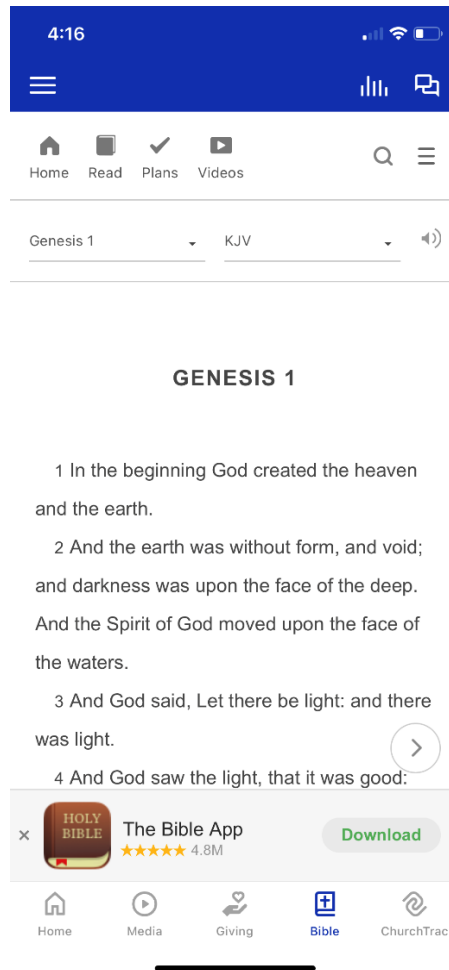 4:16
Home Read Plans Videos
Genesis 1 KJV
GENESIS 1
1 In the beginning God created the heaven
and the earth.
2 And the earth was without form, and void;
and darkness was upon the face of the deep.
And the Spirit of God moved upon the face of
the waters.
3 And God said, Let there be light: and there
was light.
4 And God saw the light, that it was good:
HOLY
BIBLE
The Bible App
4.8M
Download
Home Media Giving Bible ChurchTrac